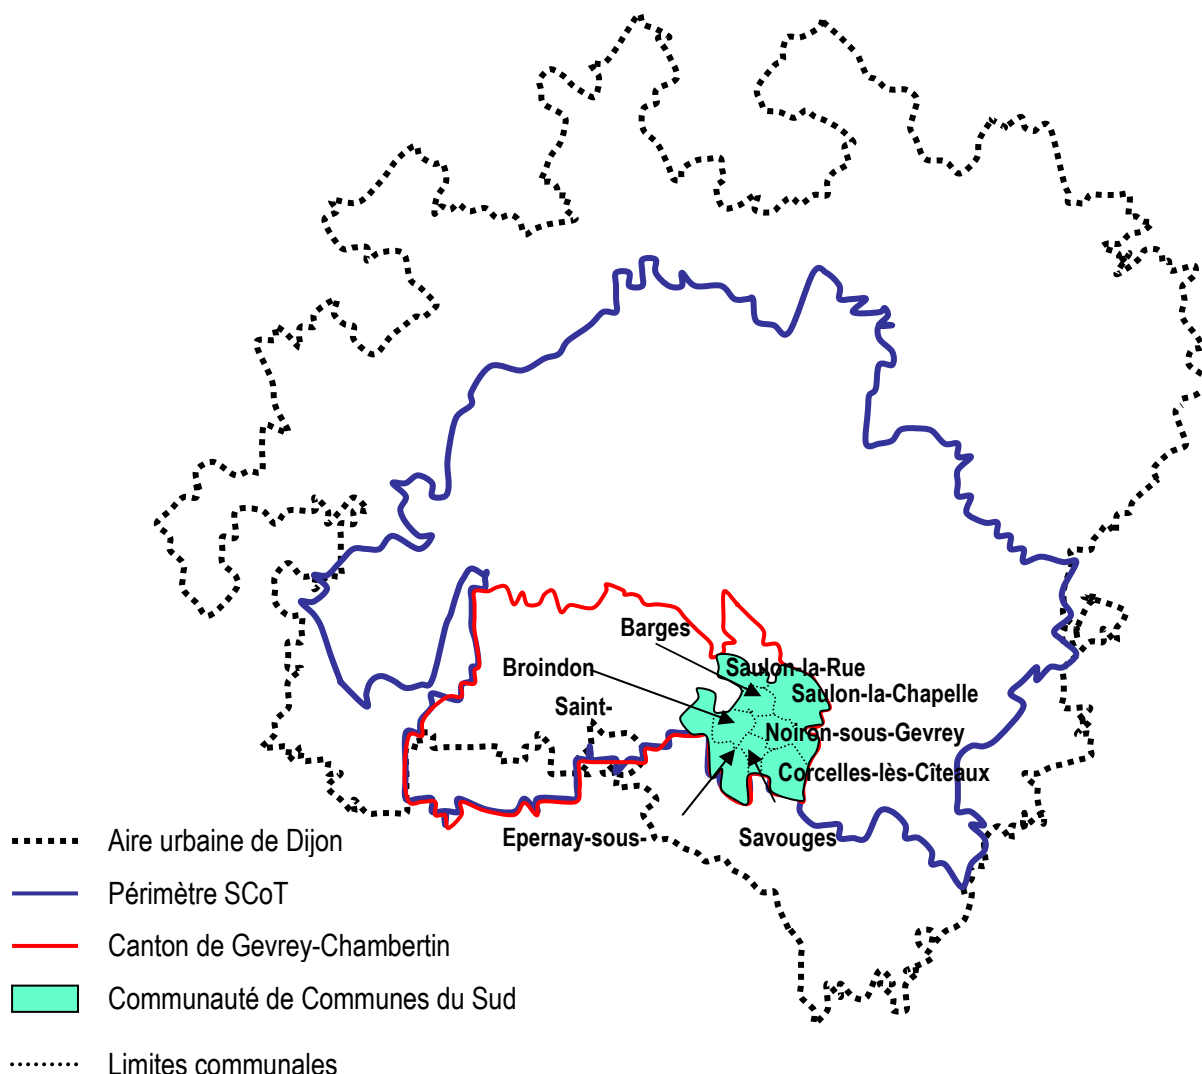 Barges
Broindon
Saulon-la-Rue
Saulon-la-Chapelle
Saint-
Noiron-sous-Gevrey
Corcelles-lès-Cîteaux
Epernay-sous-
Savouges
Aire urbaine de Dijon
Périmètre SCoT
Canton de Gevrey-Chambertin
Communauté de Communes du Sud
Limites communales